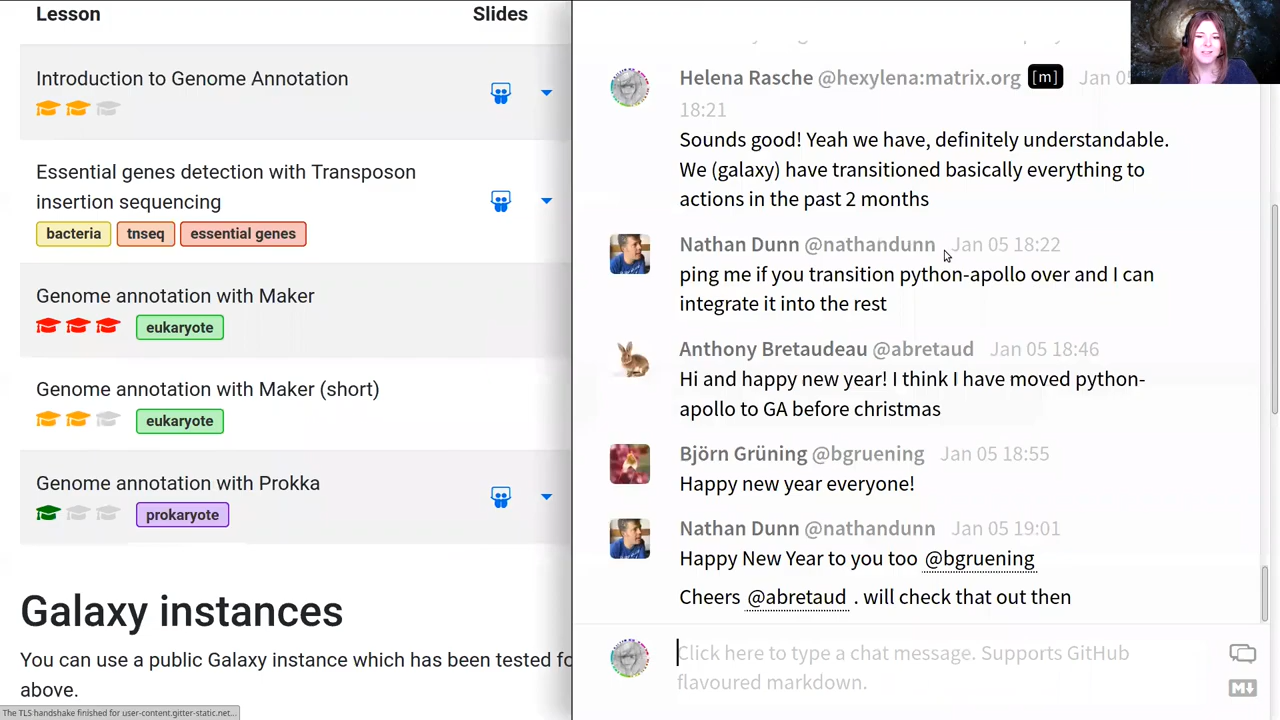 Lesson
Slides
Introduction to Genome Annotation
Essential genes detection with Transposon
insertion sequencing
bacteria
tnseq
essential genes
Genome annotation with Maker
eukaryote
Genome annotation with Maker (short)
eukaryote
Genome annotation with Prokka
prokaryote
Galaxy instances
You can use a public Galaxy instance which has been tested fo
above.
The TLS handshake finished for user-content.gitter-static.net...
Helena Rasche @hexylena:matrix.org [m] Jan 05
18:21
Sounds good! Yeah we have, definitely understandable.
We (galaxy) have transitioned basically everything to
actions in the past 2 months
Nathan Dunn @nathandunn Jan 05 18:22
ping me if you transition python-apollo over and I can
integrate it into the rest
Anthony Bretaudeau @abretaud Jan 05 18:46
Hi and happy new year! I think I have moved python-
apollo to GA before christmas
Björn Grüning @bgruening Jan 05 18:55
Happy new year everyone!
Nathan Dunn @nathandunn Jan 05 19:01
Happy New Year to you too @bgruening
Cheers @abretaud . will check that out then
Click here to type a chat message. Supports GitHub
flavoured markdown.
M